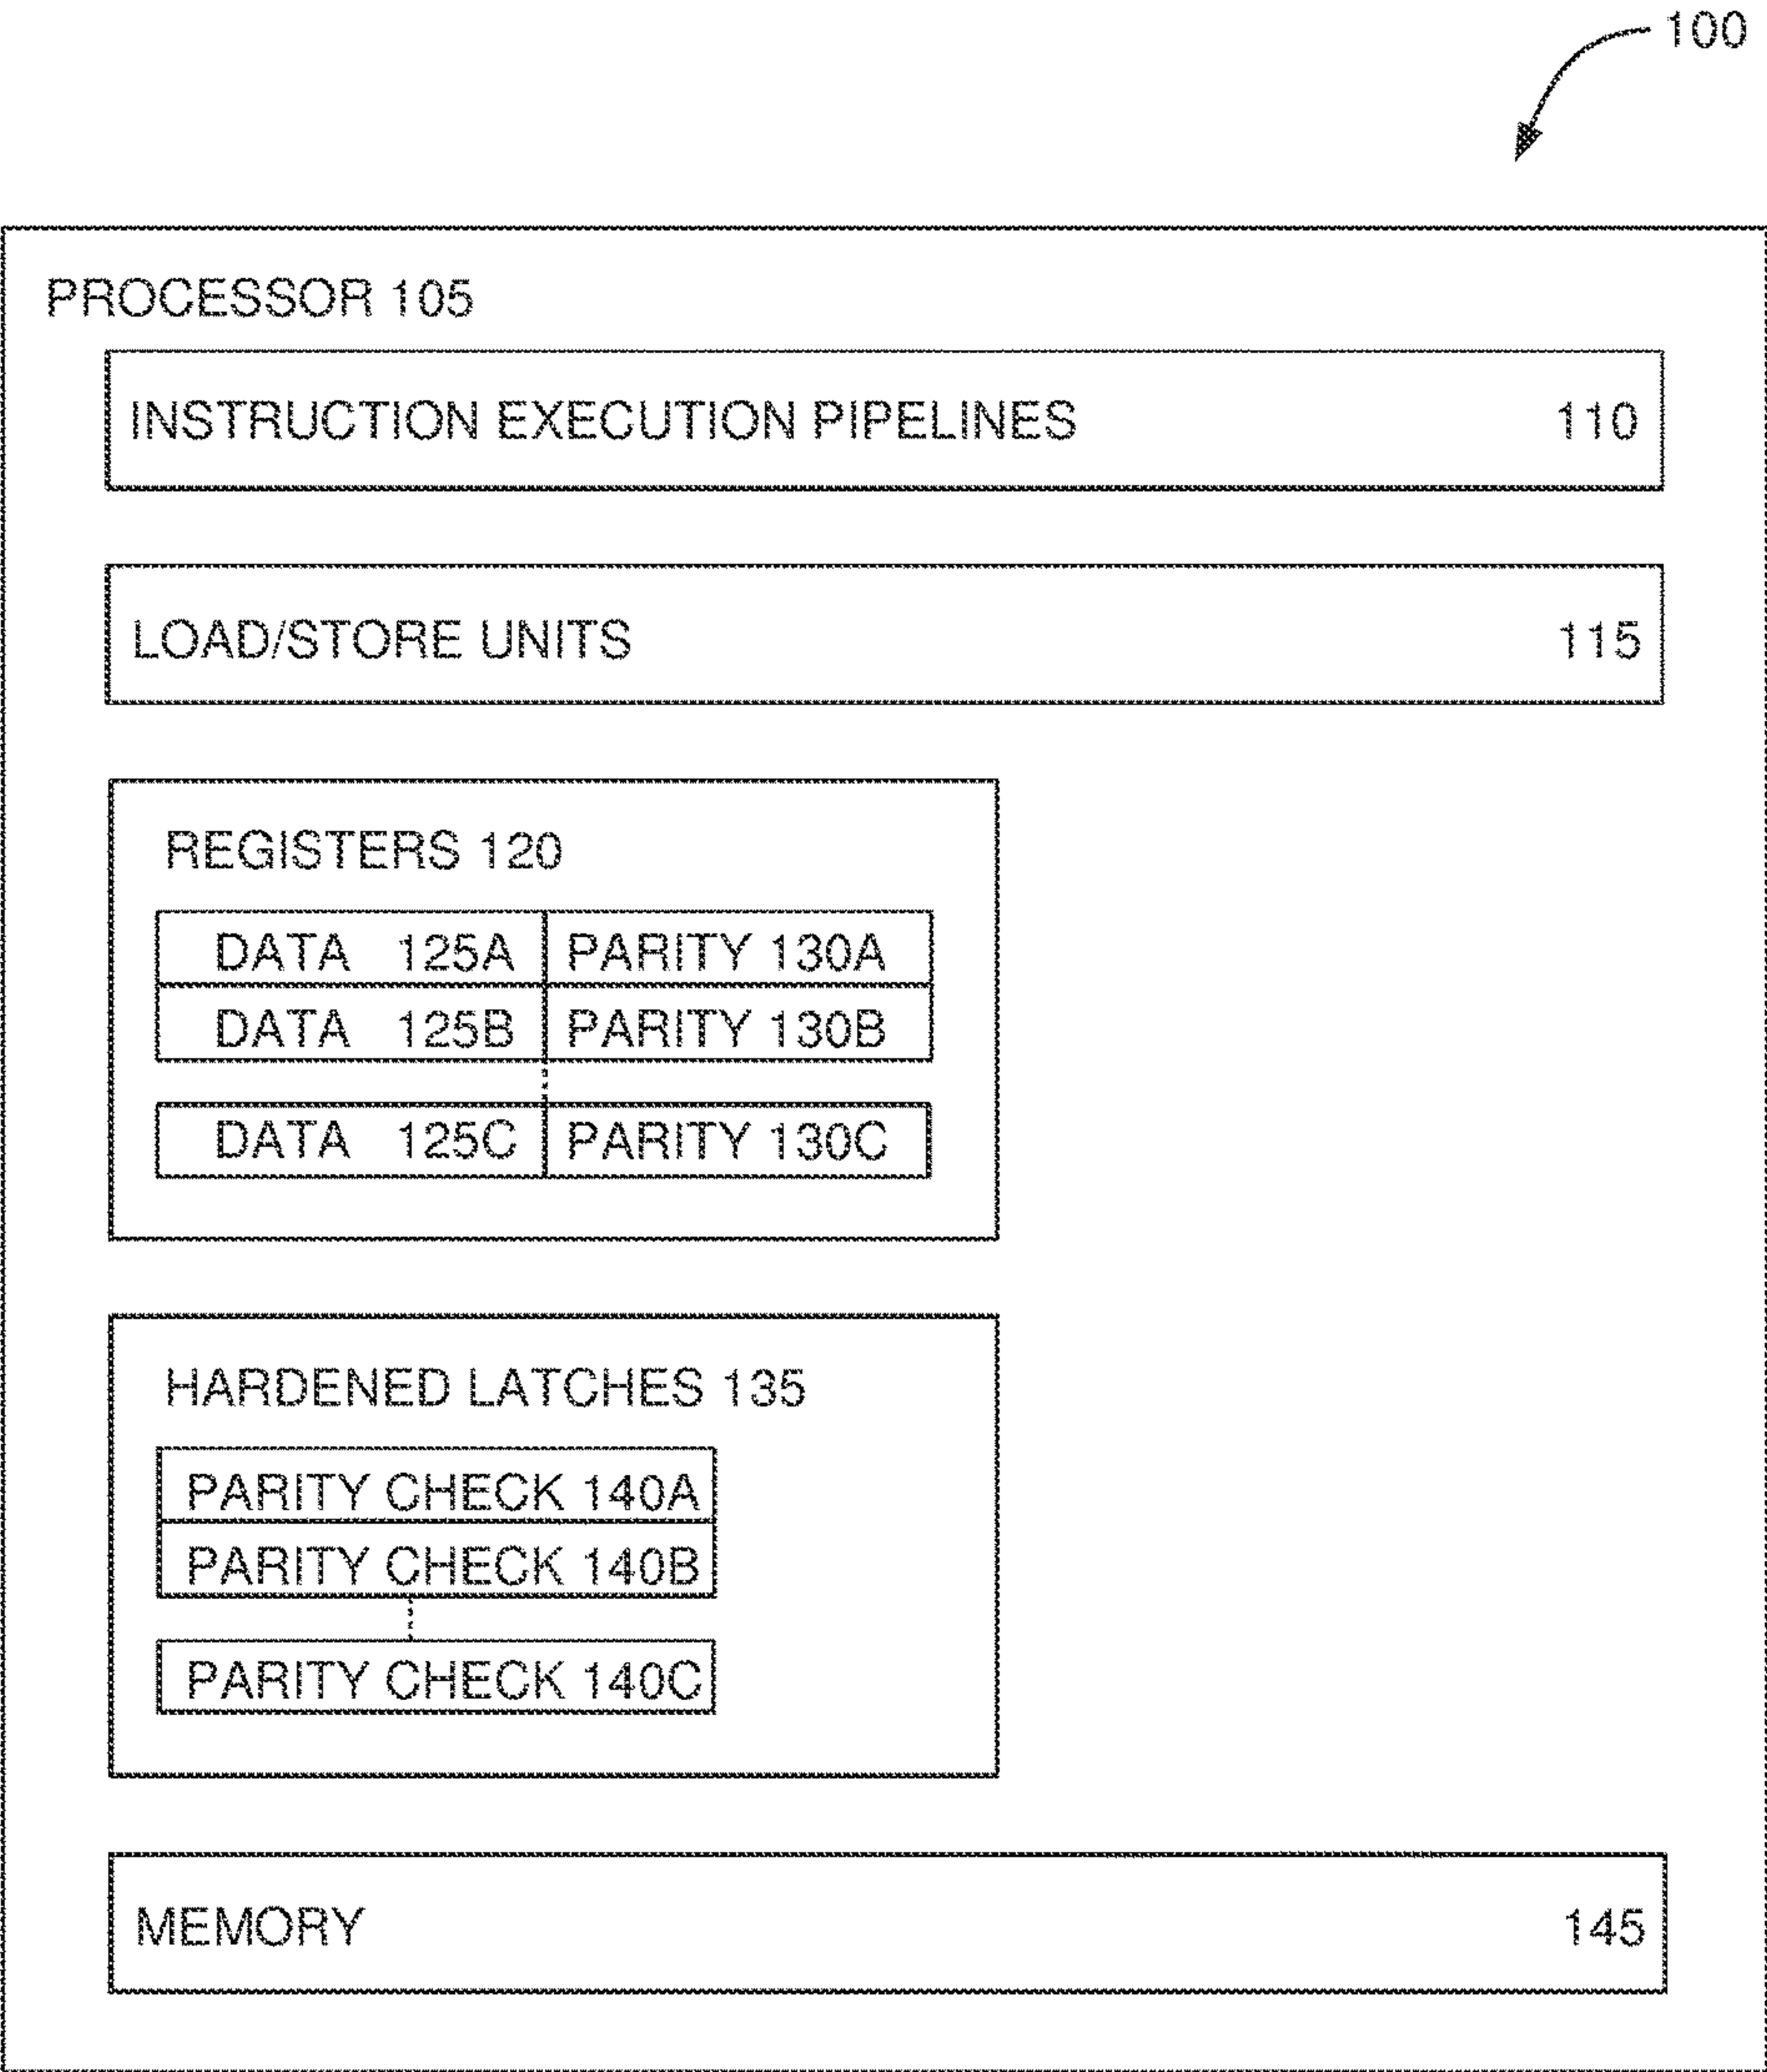 100
PROCESSOR 105
INSTRUCTION EXECUTION PIPELINES 110
LOAD/STORE UNITS 115
REGISTERS 120
DATA 125A PARITY 130A
DATA 125B PARITY 130B
DATA 125C PARITY 130C
HARDENED LATCHES 135
PARITY CHECK 140A
PARITY CHECK 140B
PARITY CHECK 140C
MEMORY 145